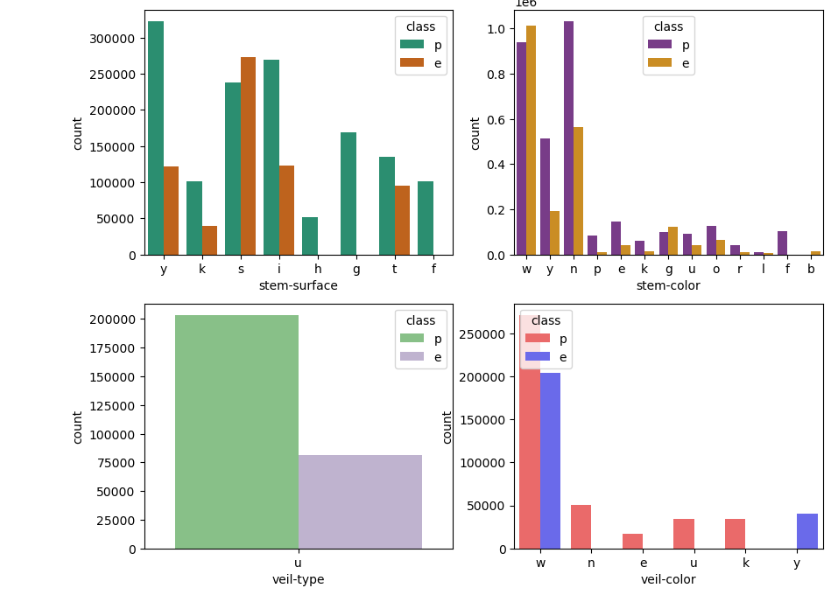 class
p
e
300000
250000
200000
150000
100000
50000
0
count
y k s i h g t f
stem-surface
1e6
class
p
e
1.0
0.8
0.6
0.4
0.2
0.0
count
w y n p e k g u o r l f b
stem-color
class
p
e
200000
175000
150000
125000
100000
75000
50000
25000
0
count
u
veil-type
class
p
e
250000
200000
150000
100000
50000
0
count
w n e u k y
veil-color